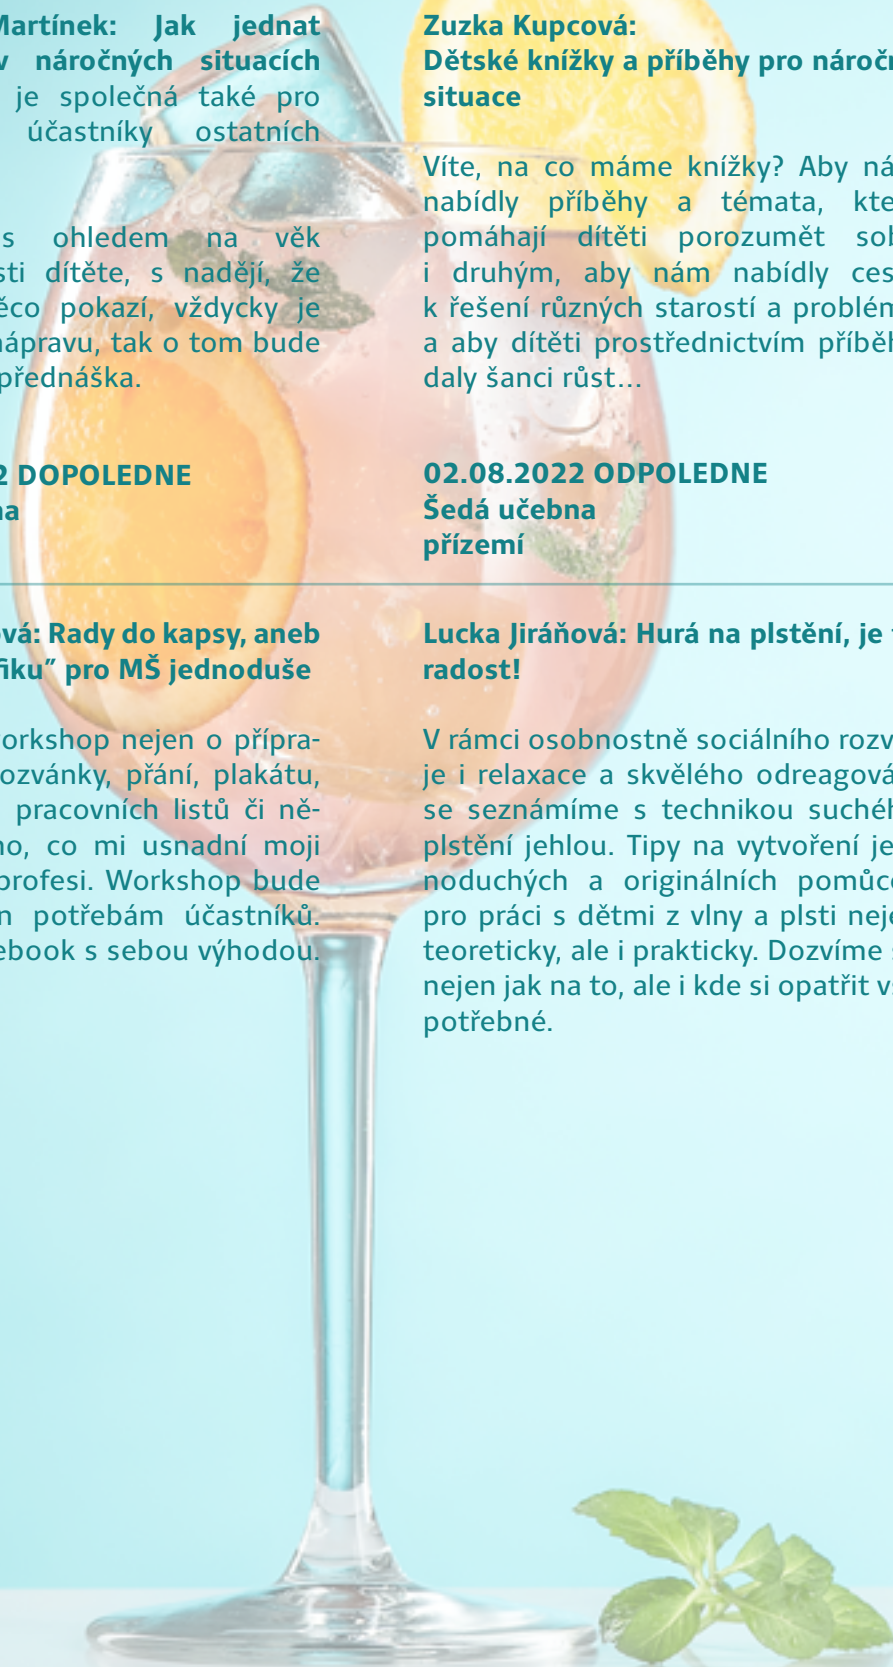 Martínek: Jak jednat
v náročných situacích
je společná také pro
účastníky ostatních
s ohledem na věk
sti dítěte, s nadějí, že
ěco pokazí, vždycky je
nápravu, tak o tom bude
přednáška.
2 DOPOLEDNE
na
Zuzka Kupcová:
Dětské knížky a příběhy pro náročn
situace
Víte, na co máme knížky? Aby ná
nabídly příběhy a témata, kte
pomáhají dítěti porozumět sob
i druhým, aby nám nabídly ces
k řešení různých starostí a problém
a aby dítěti prostřednictvím příběh
daly šanci růst…
02.08.2022 ODPOLEDNE
Šedá učebna
přízemí
ová: Rady do kapsy, aneb
fiku” pro MŠ jednoduše
workshop nejen o přípra-
ozvánky, přání, plakátu,
pracovních listů či ně-
no, co mi usnadní moji
profesi. Workshop bude
n potřebám účastníků.
ebook s sebou výhodou.
Lucka Jiráňová: Hurá na plstění, je
radost!
V rámci osobnostně sociálního rozv
je i relaxace a skvělého odreagová
se seznámíme s technikou suchéh
plstění jehlou. Tipy na vytvoření je
noduchých a originálních pomůce
pro práci s dětmi z vlny a plsti neje
teoreticky, ale i prakticky. Dozvíme s
nejen jak na to, ale i kde si opatřit vš
potřebné.